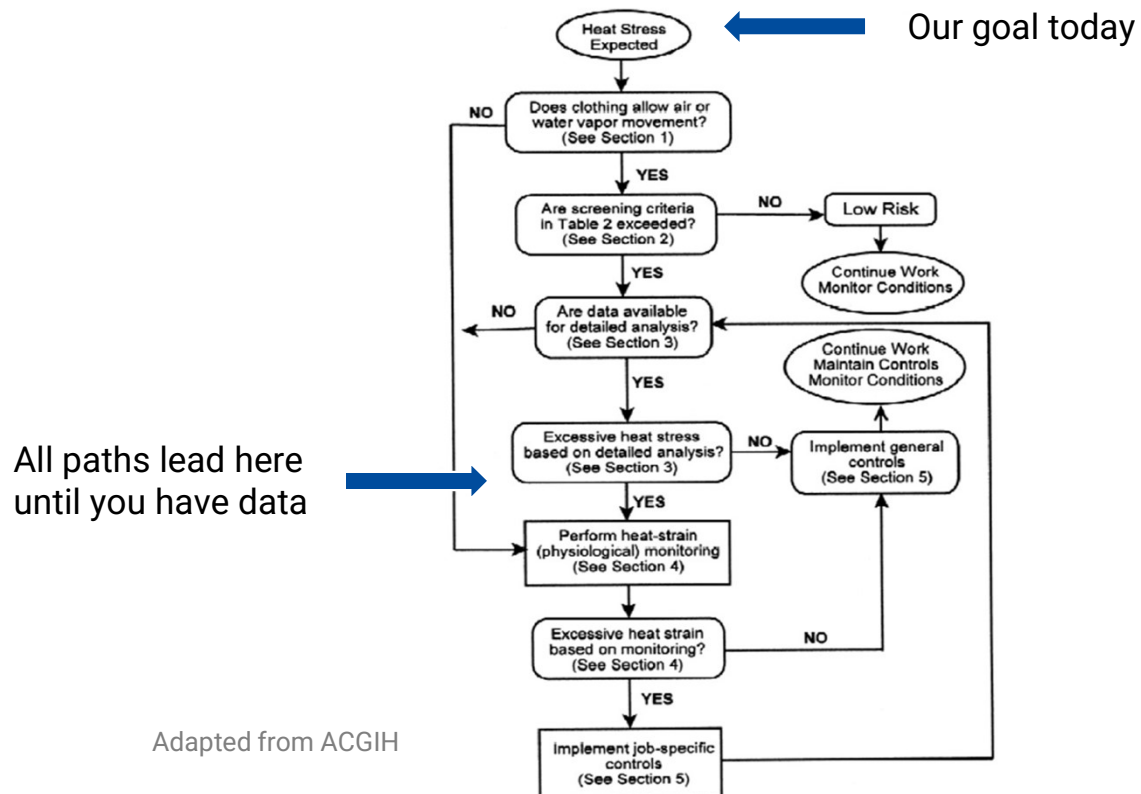 Heat Stress
Expected
Our goal today
NO
Does clothing allow air or
water vapor movement?
(See Section 1)
YES
Are screening criteria
in Table 2 exceeded?
(See Section 2)
NO
Low Risk
YES
Continue Work
Monitor Conditions
NO
Are data available
for detailed analysis?
(See Section 3)
Continue Work
Maintain Controls
Monitor Conditions
YES
All paths lead here
until you have data
Excessive heat stress
based on detailed analysis?
(See Section 3)
NO
Implement general
controls
(See Section 5)
YES
Perform heat-strain
(physiological) monitoring
(See Section 4)
Excessive heat strain
based on monitoring?
(See Section 4)
NO
YES
Adapted from ACGIH
Implement job-specific
controls
(See Section 5)